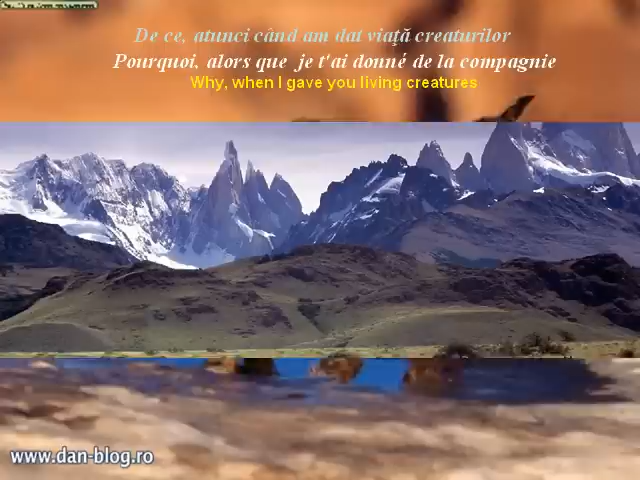 De ce, atunci când am dat viaţă creaturilor
Pourquoi, alors que je t'ai donné de la compagnie
Why, when I gave you living creatures
www.dan-blog.ro